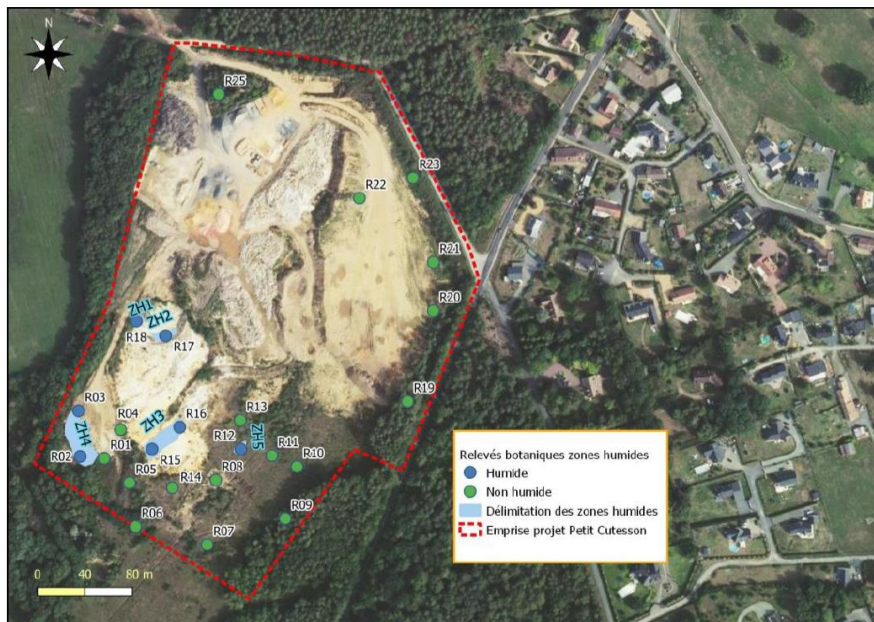 N
R25
R23
R22
R21
R20
ZH1
ZH2
R18
R17
R19
R03
R04
ZH3
R16
R13
ZH4
R12
ZH5
R11
R02
R01
R15
R10
R05
R14
R08
R09
R06
R07
Relevés botaniques zones humides
Humide
Non humide
Délimitation des zones humides
Emprise projet Petit Cutesson
0 40 80 m